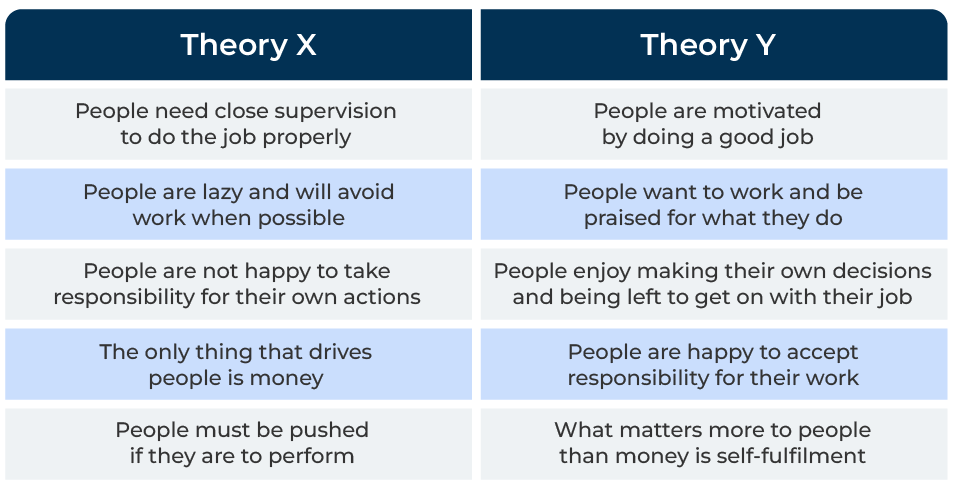 Theory X
Theory Y
People need close supervision
to do the job properly
People are motivated
by doing a good job
People are lazy and will avoid
work when possible
People want to work and be
praised for what they do
People are not happy to take
responsibility for their own actions
People enjoy making their own decisions
and being left to get on with their job
The only thing that drives
people is money
People are happy to accept
responsibility for their work
People must be pushed
if they are to perform
What matters more to people
than money is self-fulfilment